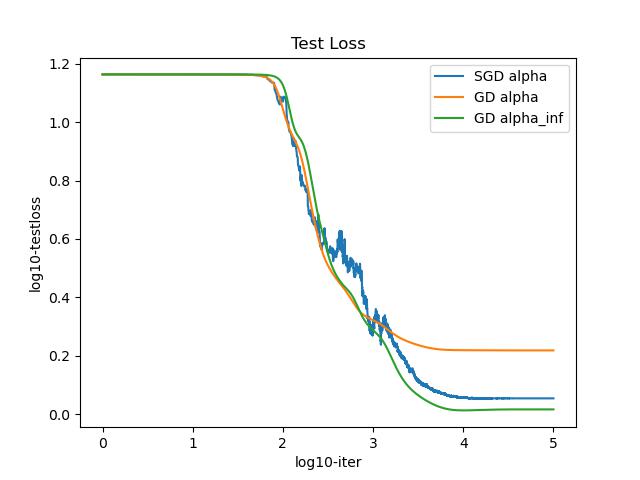 Test Loss
SGD alpha
GD alpha
GD alpha_inf
log10-testloss
1.2
1.0
0.8
0.6
0.4
0.2
0.0
0 1 2 3 4 5
log10-iter